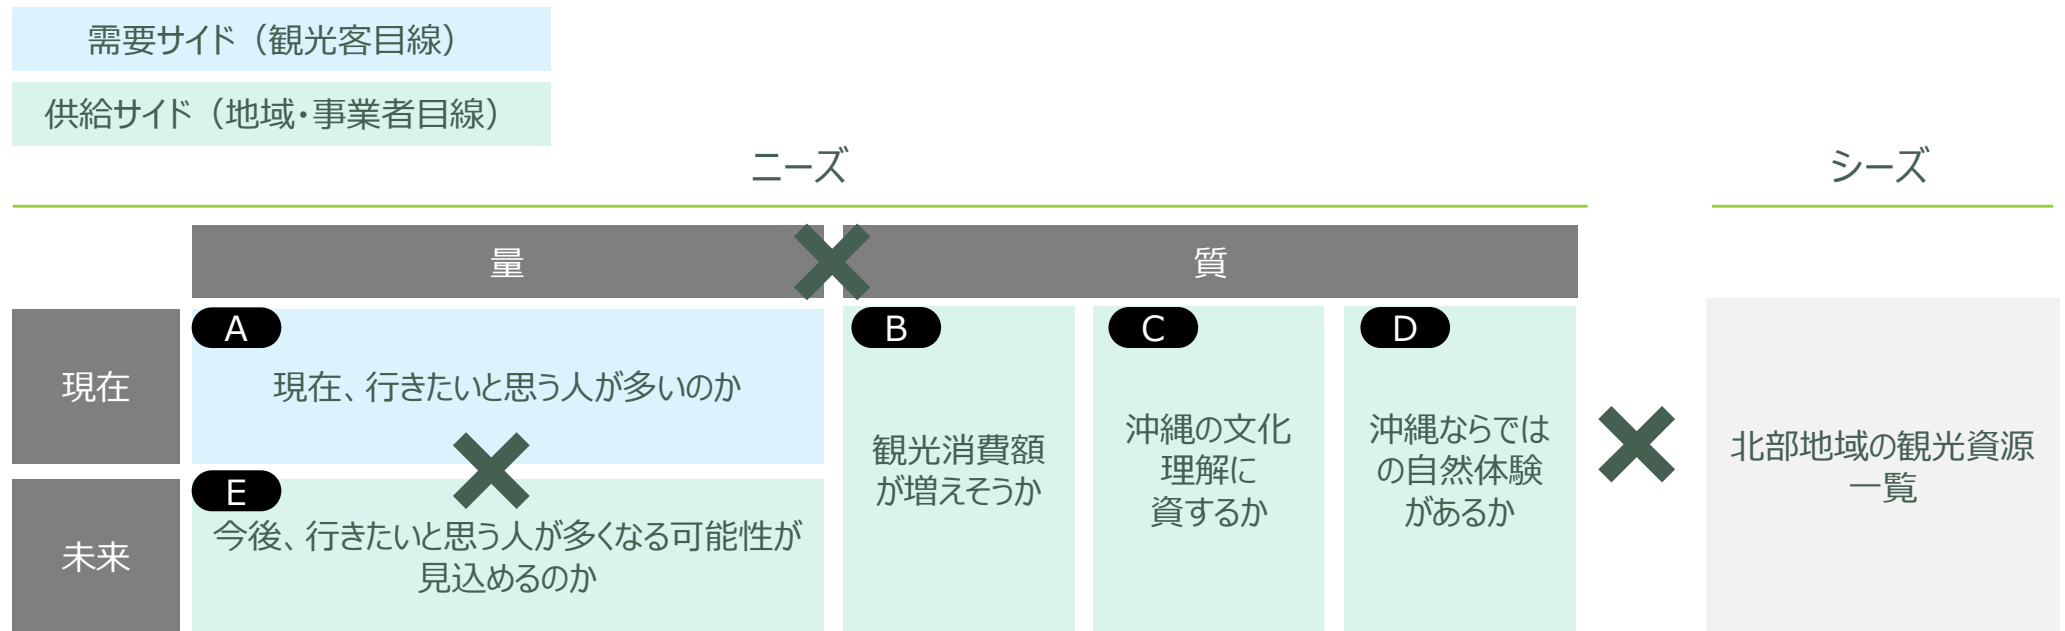 需要サイド（観光客目線）
供給サイド（地域・事業者目線）
ニーズ
シーズ
量
質
現在
A
現在、行きたいと思う人が多いのか
未来
E
今後、行きたいと思う人が多くなる可能性が
見込めるのか
B
観光消費額
が増えそうか
C
沖縄の文化
理解に
資するか
D
沖縄ならでは
の自然体験
があるか
北部地域の観光資源
一覧